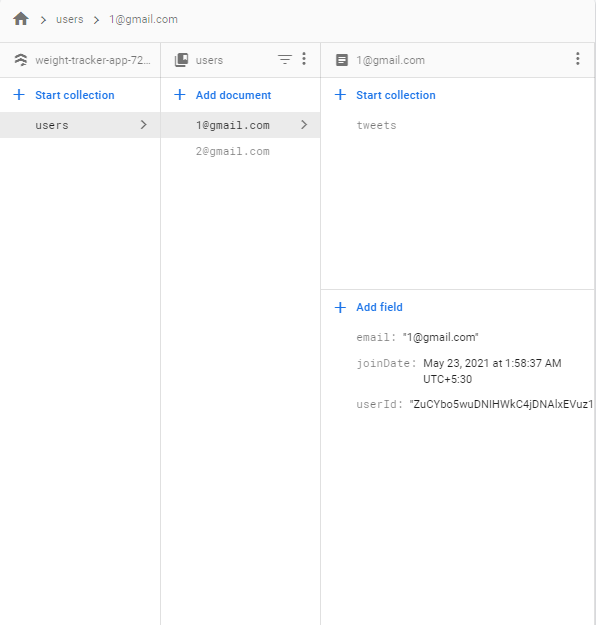 users 1@gmail.com
weight-tracker-app-72…
users
1@gmail.com
Start collection
Add document
Start collection
users
1@gmail.com
2@gmail.com
tweets
Add field
email: "1@gmail.com"
joinDate: May 23, 2021 at 1:58:37 AM
UTC+5:30
userId: "ZuCYbo5wuDNIHWkC4jDNAlxEVuz1